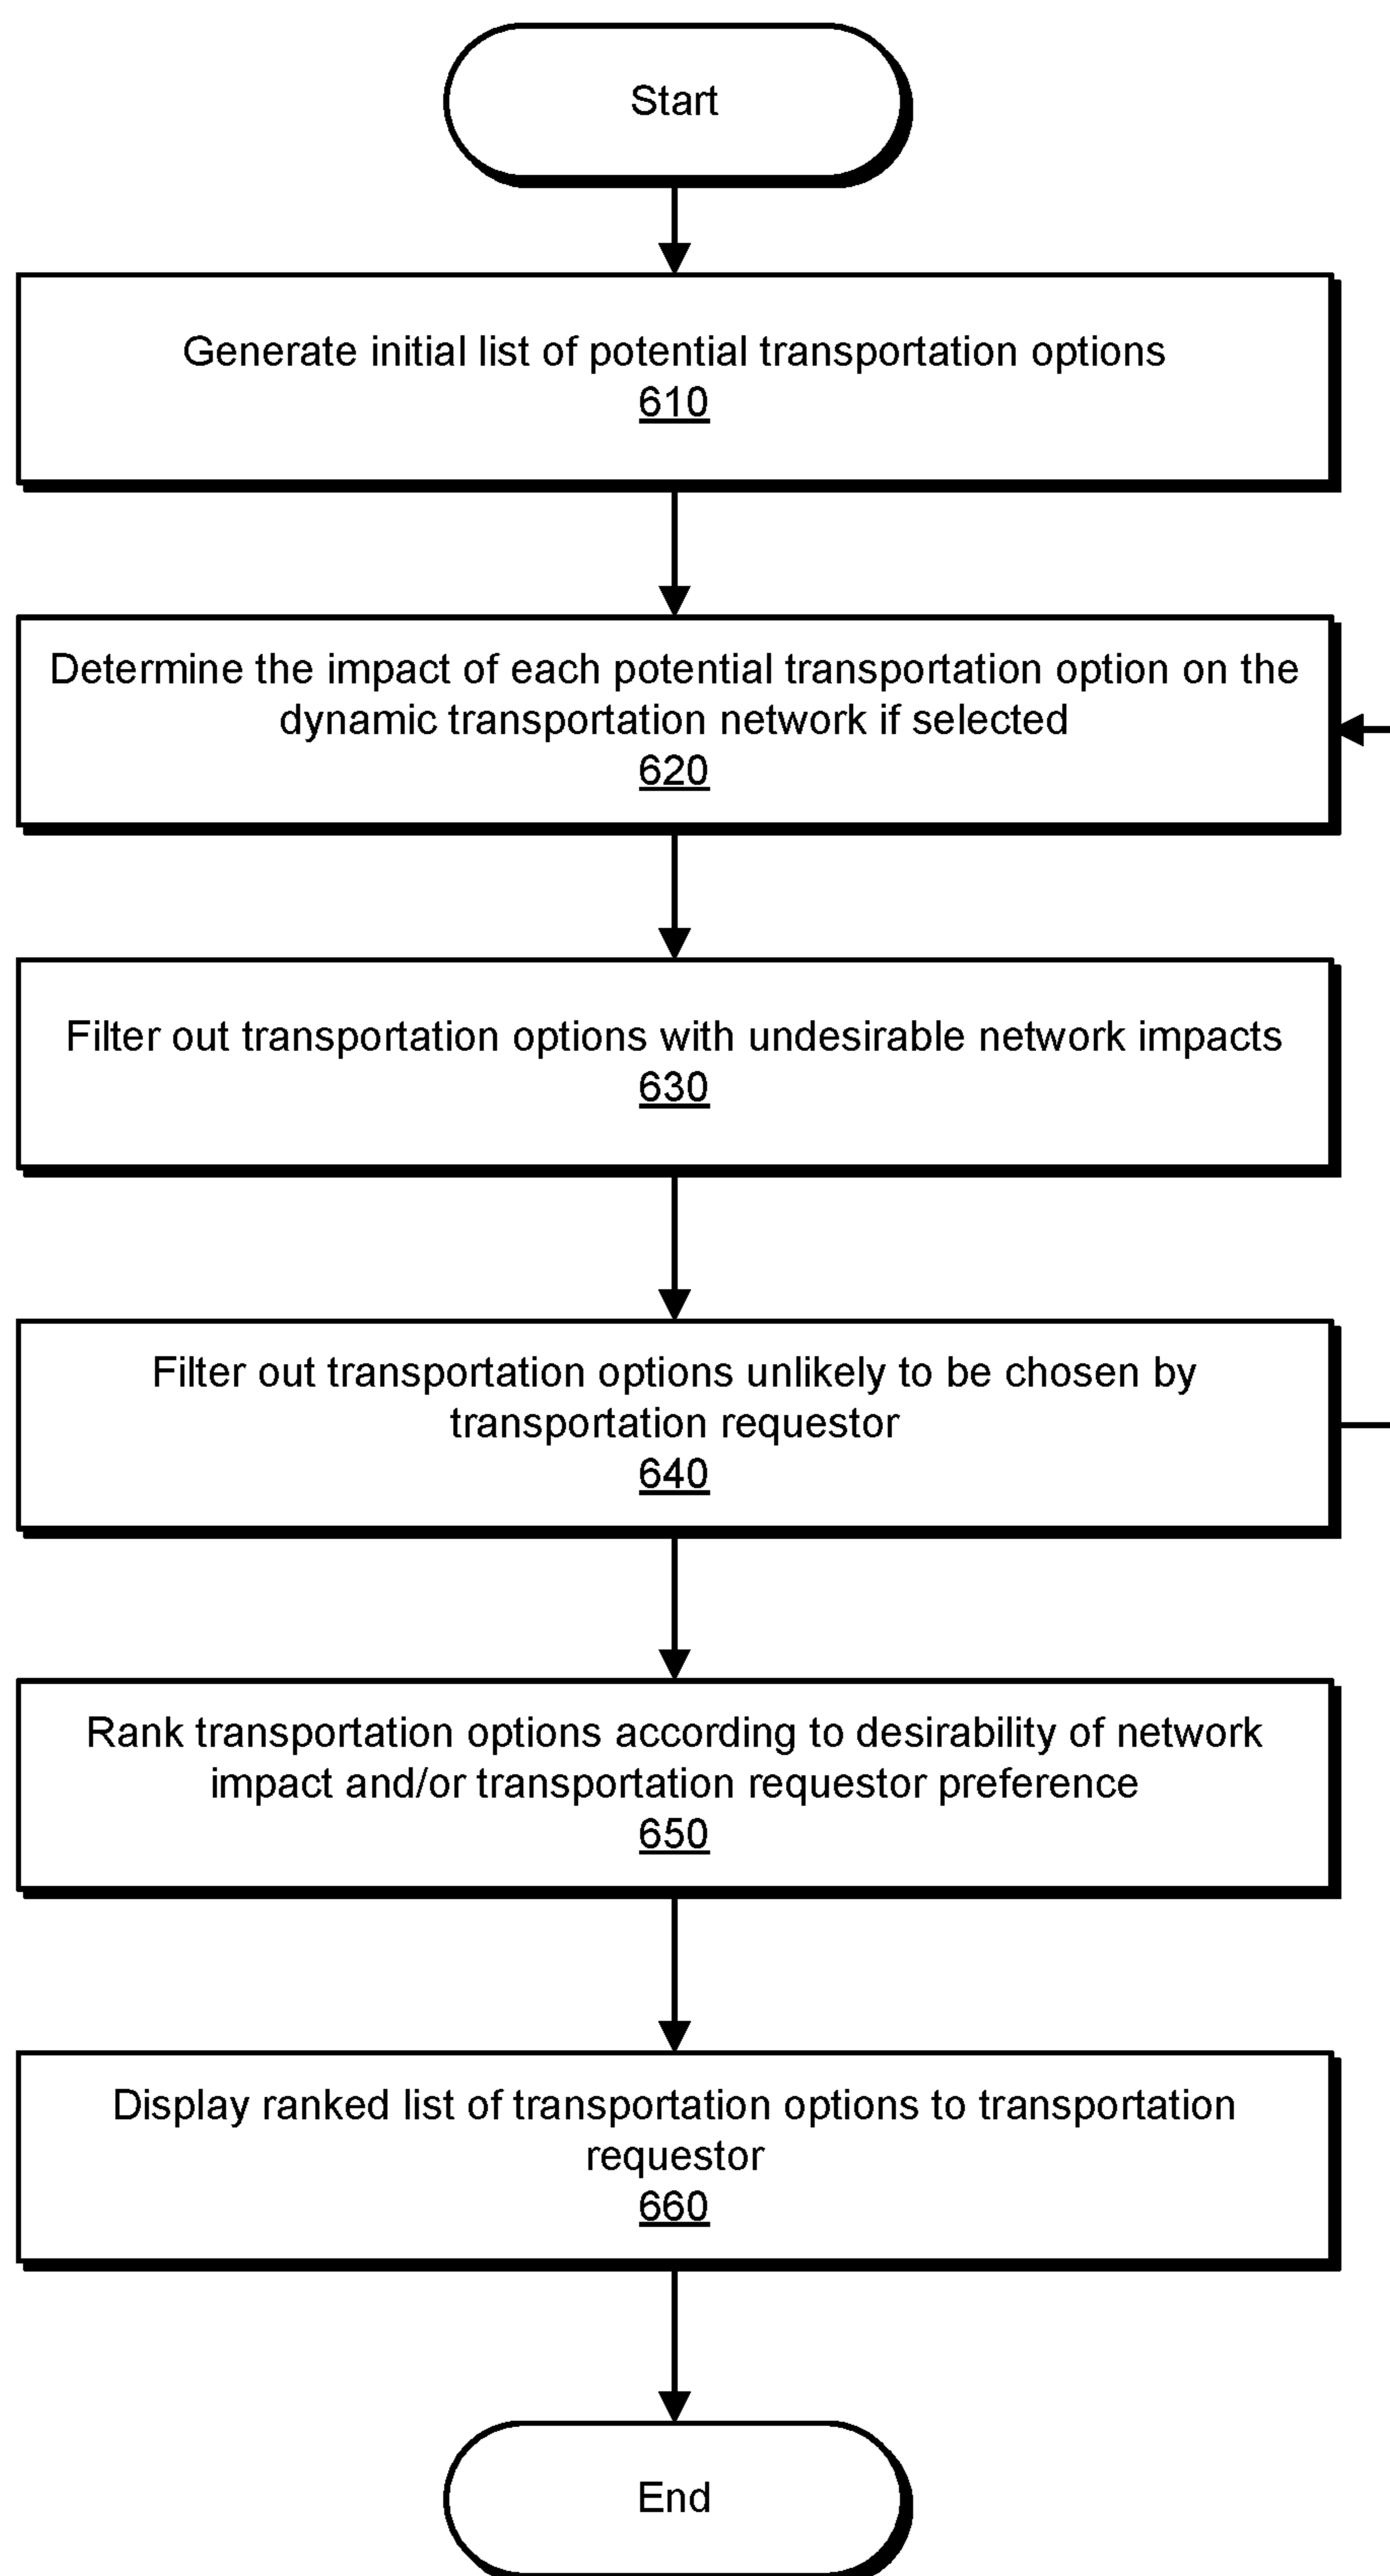 Start
Generate initial list of potential transportation options
610
Determine the impact of each potential transportation option on the
dynamic transportation network if selected
620
Filter out transportation options with undesirable network impacts
630
Filter out transportation options unlikely to be chosen by
transportation requestor
640
Rank transportation options according to desirability of network
impact and/or transportation requestor preference
650
Display ranked list of transportation options to transportation
requestor
660
End